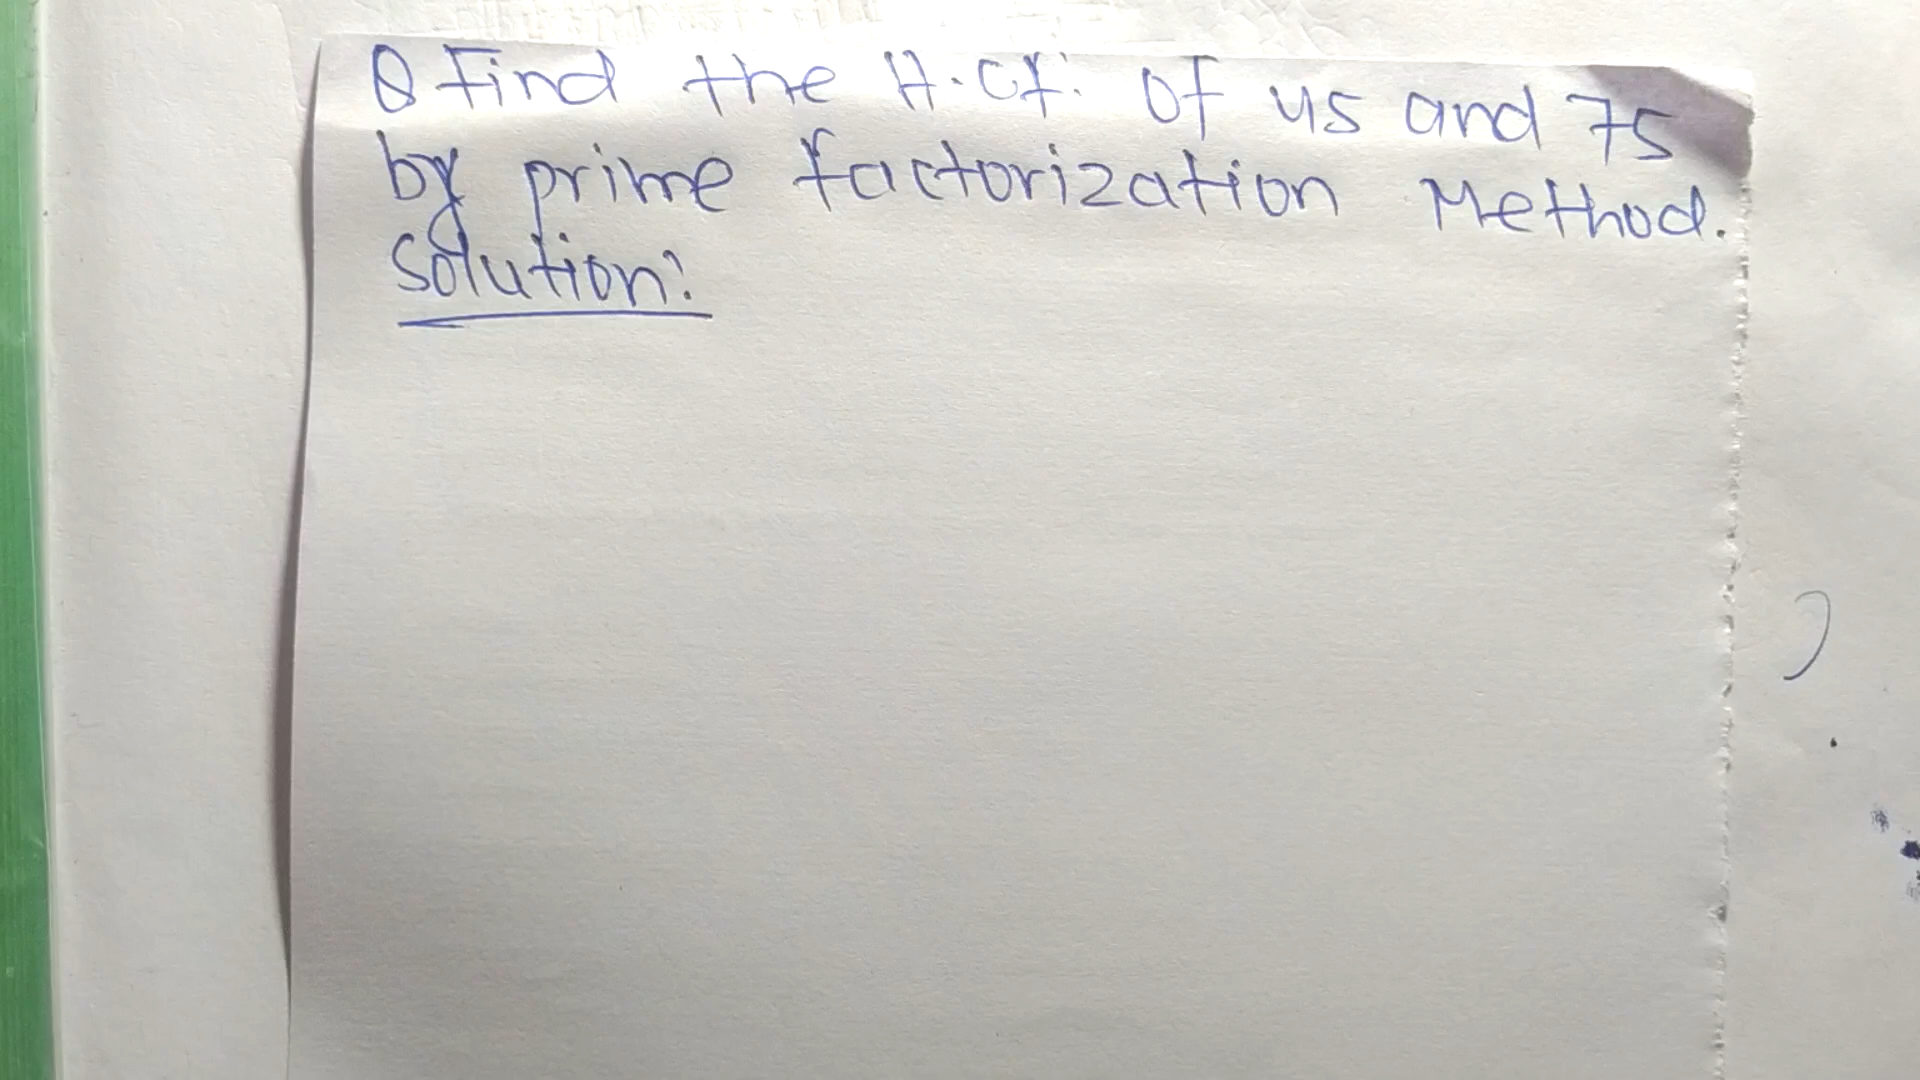 Q Find the H.C.f. of 45 and 75
by prime factorization Method.
Solution: